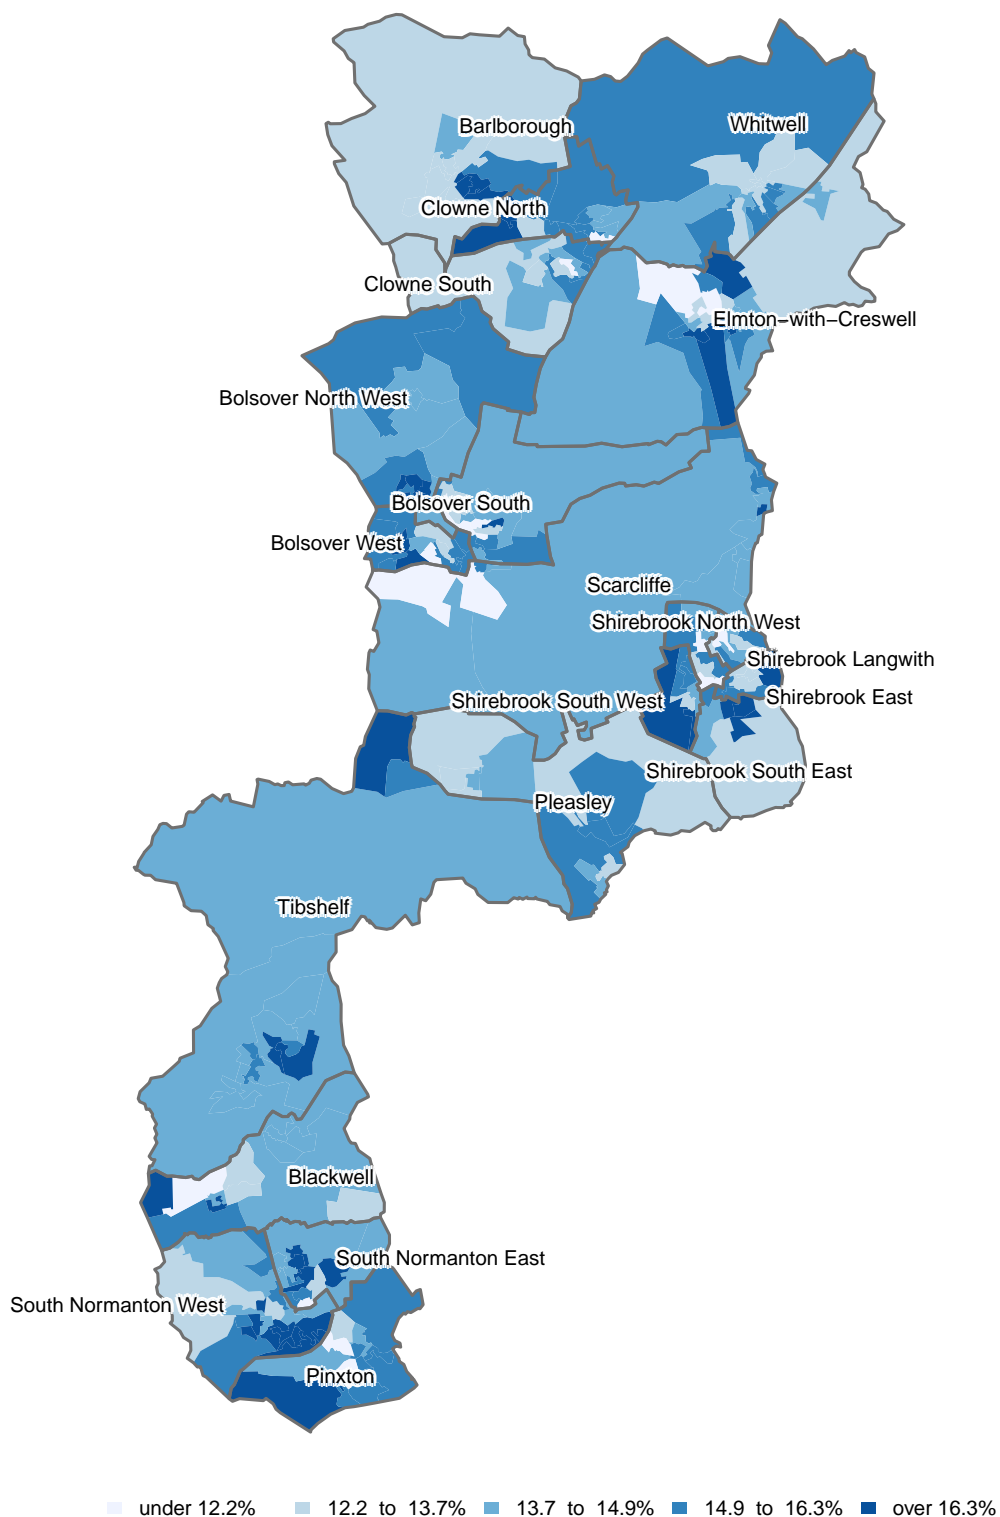 Barlborough
Whitwell
Clowne North
Clowne South
Elmton−with−Creswell
Bolsover North West
Bolsover South
Bolsover West
Scarcliffe
Shirebrook North West
Shirebrook Langwith
Shirebrook South West
Shirebrook East
Shirebrook South East
Pleasley
Tibshelf
Blackwell
South Normanton East
South Normanton West
Pinxton
under 12.2% 12.2 to 13.7% 13.7 to 14.9% 14.9 to 16.3% over 16.3%